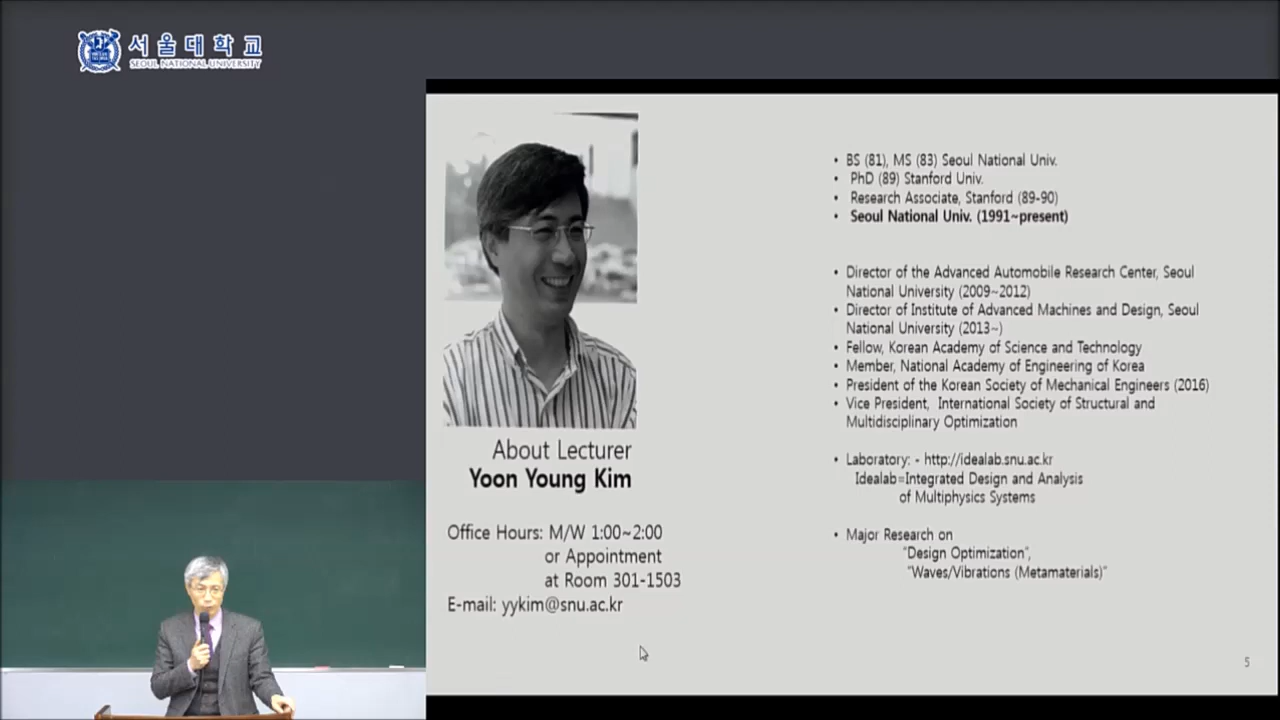 서울대학교
SEOUL NATIONAL UNIVERSITY
About Lecturer
Yoon Young Kim
Office Hours: M/W 1:00~2:00
or Appointment
at Room 301-1503
E-mail: yykim@snu.ac.kr
• BS (81), MS (83) Seoul National Univ.
• PhD (89) Stanford Univ.
• Research Associate, Stanford (89-90)
• Seoul National Univ. (1991~present)
• Director of the Advanced Automobile Research Center, Seoul
National University (2009~2012)
• Director of Institute of Advanced Machines and Design, Seoul
National University (2013~)
• Fellow, Korean Academy of Science and Technology
• Member, National Academy of Engineering of Korea
• President of the Korean Society of Mechanical Engineers (2016)
• Vice President, International Society of Structural and
Multidisciplinary Optimization
• Laboratory: - http://idealab.snu.ac.kr
Idealab=Integrated Design and Analysis
of Multiphysics Systems
• Major Research on
"Design Optimization",
"Waves/Vibrations (Metamaterials)"
5